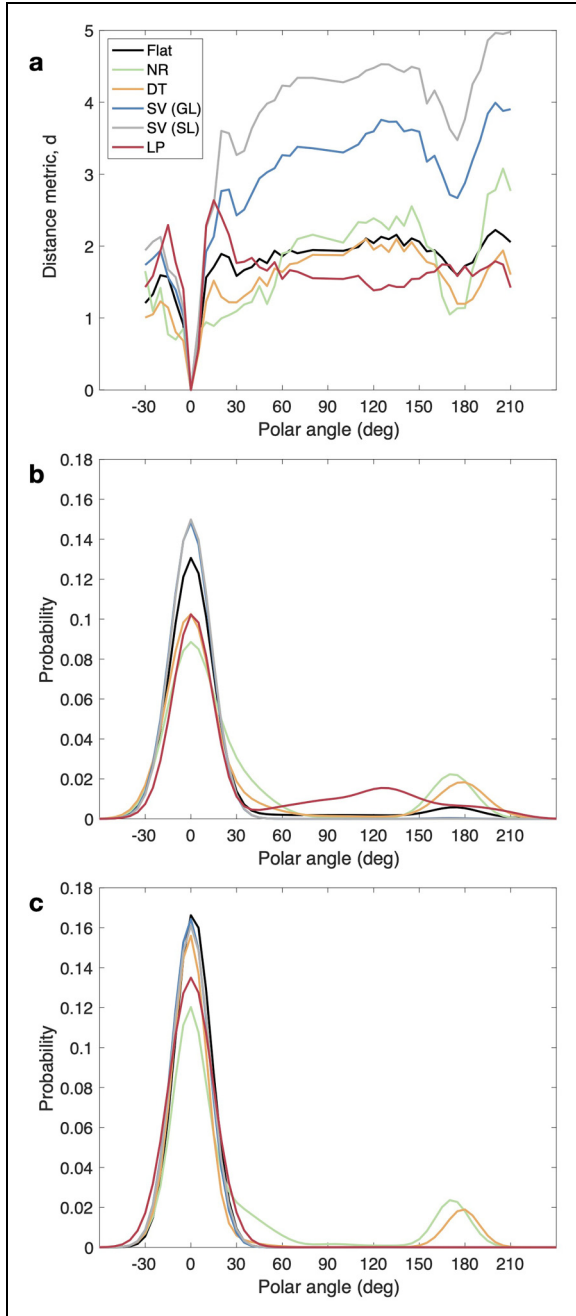 a
5
4
3
2
1
0
Distance metric, d
Flat
NR
DT
SV (GL)
SV (SL)
LP
-30 0 30 60 90 120 150 180 210
Polar angle (deg)
b
0.18
0.16
0.14
0.12
0.1
0.08
0.06
0.04
0.02
0
Probability
-30 0 30 60 90 120 150 180 210
Polar angle (deg)
c
0.18
0.16
0.14
0.12
0.1
0.08
0.06
0.04
0.02
0
Probability
-30 0 30 60 90 120 150 180 210
Polar angle (deg)